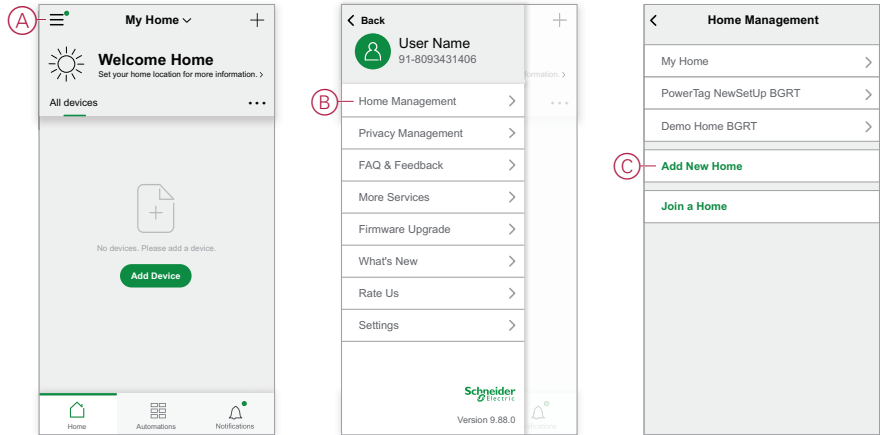 A
My Home
Welcome Home
Set your home location for more information. >
All devices
No devices. Please add a device.
Add Device
Home
Automations
Notifications
Back
User Name
91-8093431406
formation. >
B
Home Management
Privacy Management
FAQ & Feedback
More Services
Firmware Upgrade
What's New
Rate Us
Settings
Schneider
Electric
Version 9.88.0
Home Management
My Home
PowerTag NewSetUp BGRT
Demo Home BGRT
C
Add New Home
Join a Home